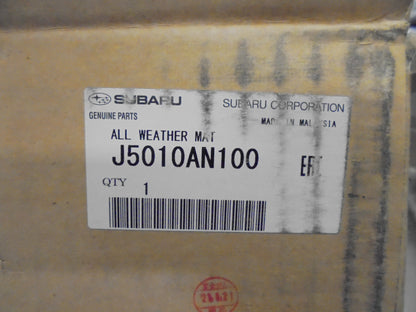 SUBARU SUBARU CORPORATION
GENUINE PARTS MADE IN MALAYSIA
ALL WEATHER MAT
J5010AN100
QTY 1